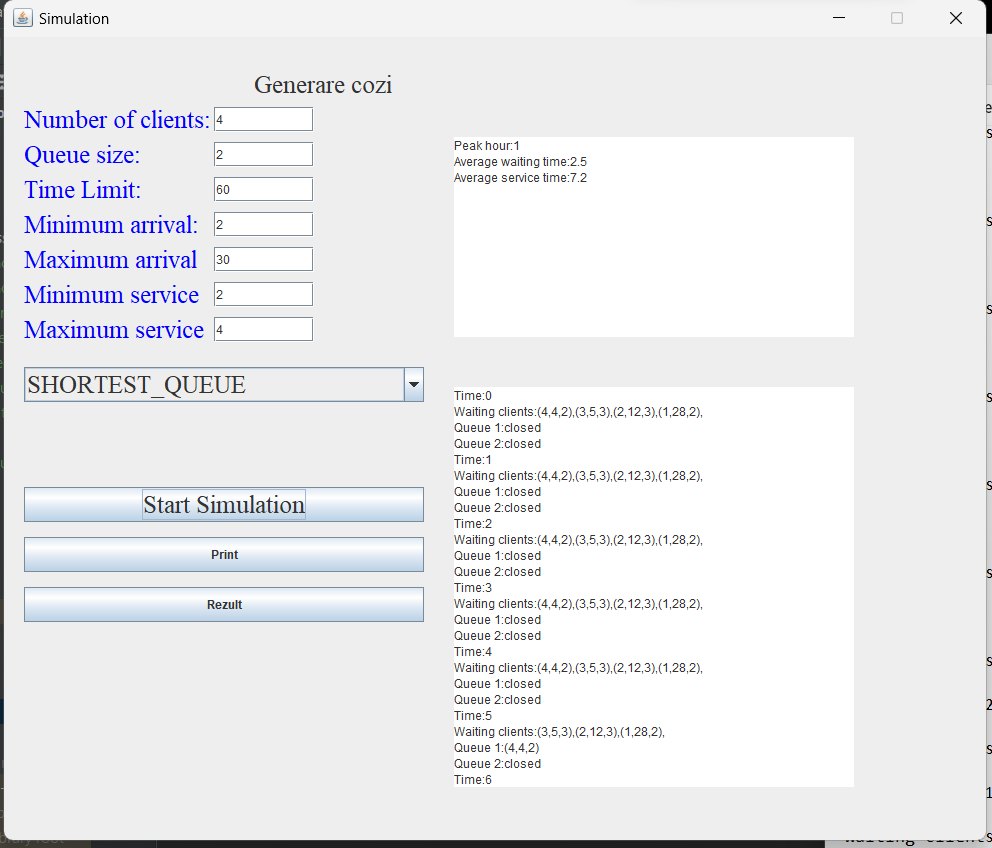 Simulation
Generare cozi
Number of clients: 4
Queue size: 2
Time Limit: 60
Minimum arrival: 2
Maximum arrival 30
Minimum service 2
Maximum service 4
SHORTEST_QUEUE
Start Simulation
Print
Rezult
Peak hour:1
Average waiting time:2.5
Average service time:7.2
Time:0
Waiting clients:(4,4,2),(3,5,3),(2,12,3),(1,28,2),
Queue 1:closed
Queue 2:closed
Time:1
Waiting clients:(4,4,2),(3,5,3),(2,12,3),(1,28,2),
Queue 1:closed
Queue 2:closed
Time:2
Waiting clients:(4,4,2),(3,5,3),(2,12,3),(1,28,2),
Queue 1:closed
Queue 2:closed
Time:3
Waiting clients:(4,4,2),(3,5,3),(2,12,3),(1,28,2),
Queue 1:closed
Queue 2:closed
Time:4
Waiting clients:(4,4,2),(3,5,3),(2,12,3),(1,28,2),
Queue 1:closed
Queue 2:closed
Time:5
Waiting clients:(3,5,3),(2,12,3),(1,28,2),
Queue 1:(4,4,2)
Queue 2:closed
Time:6